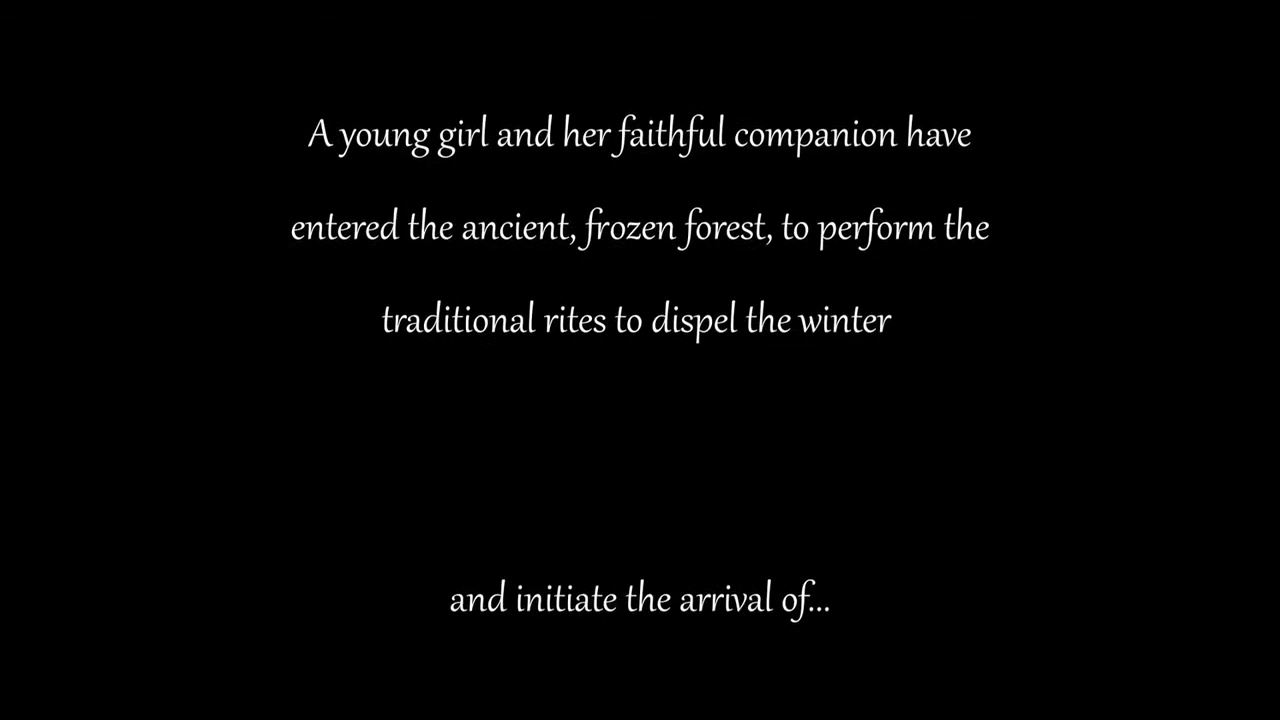 A young girl and her faithful companion have
entered the ancient, frozen forest, to perform the
traditional rites to dispel the winter
and initiate the arrival of...